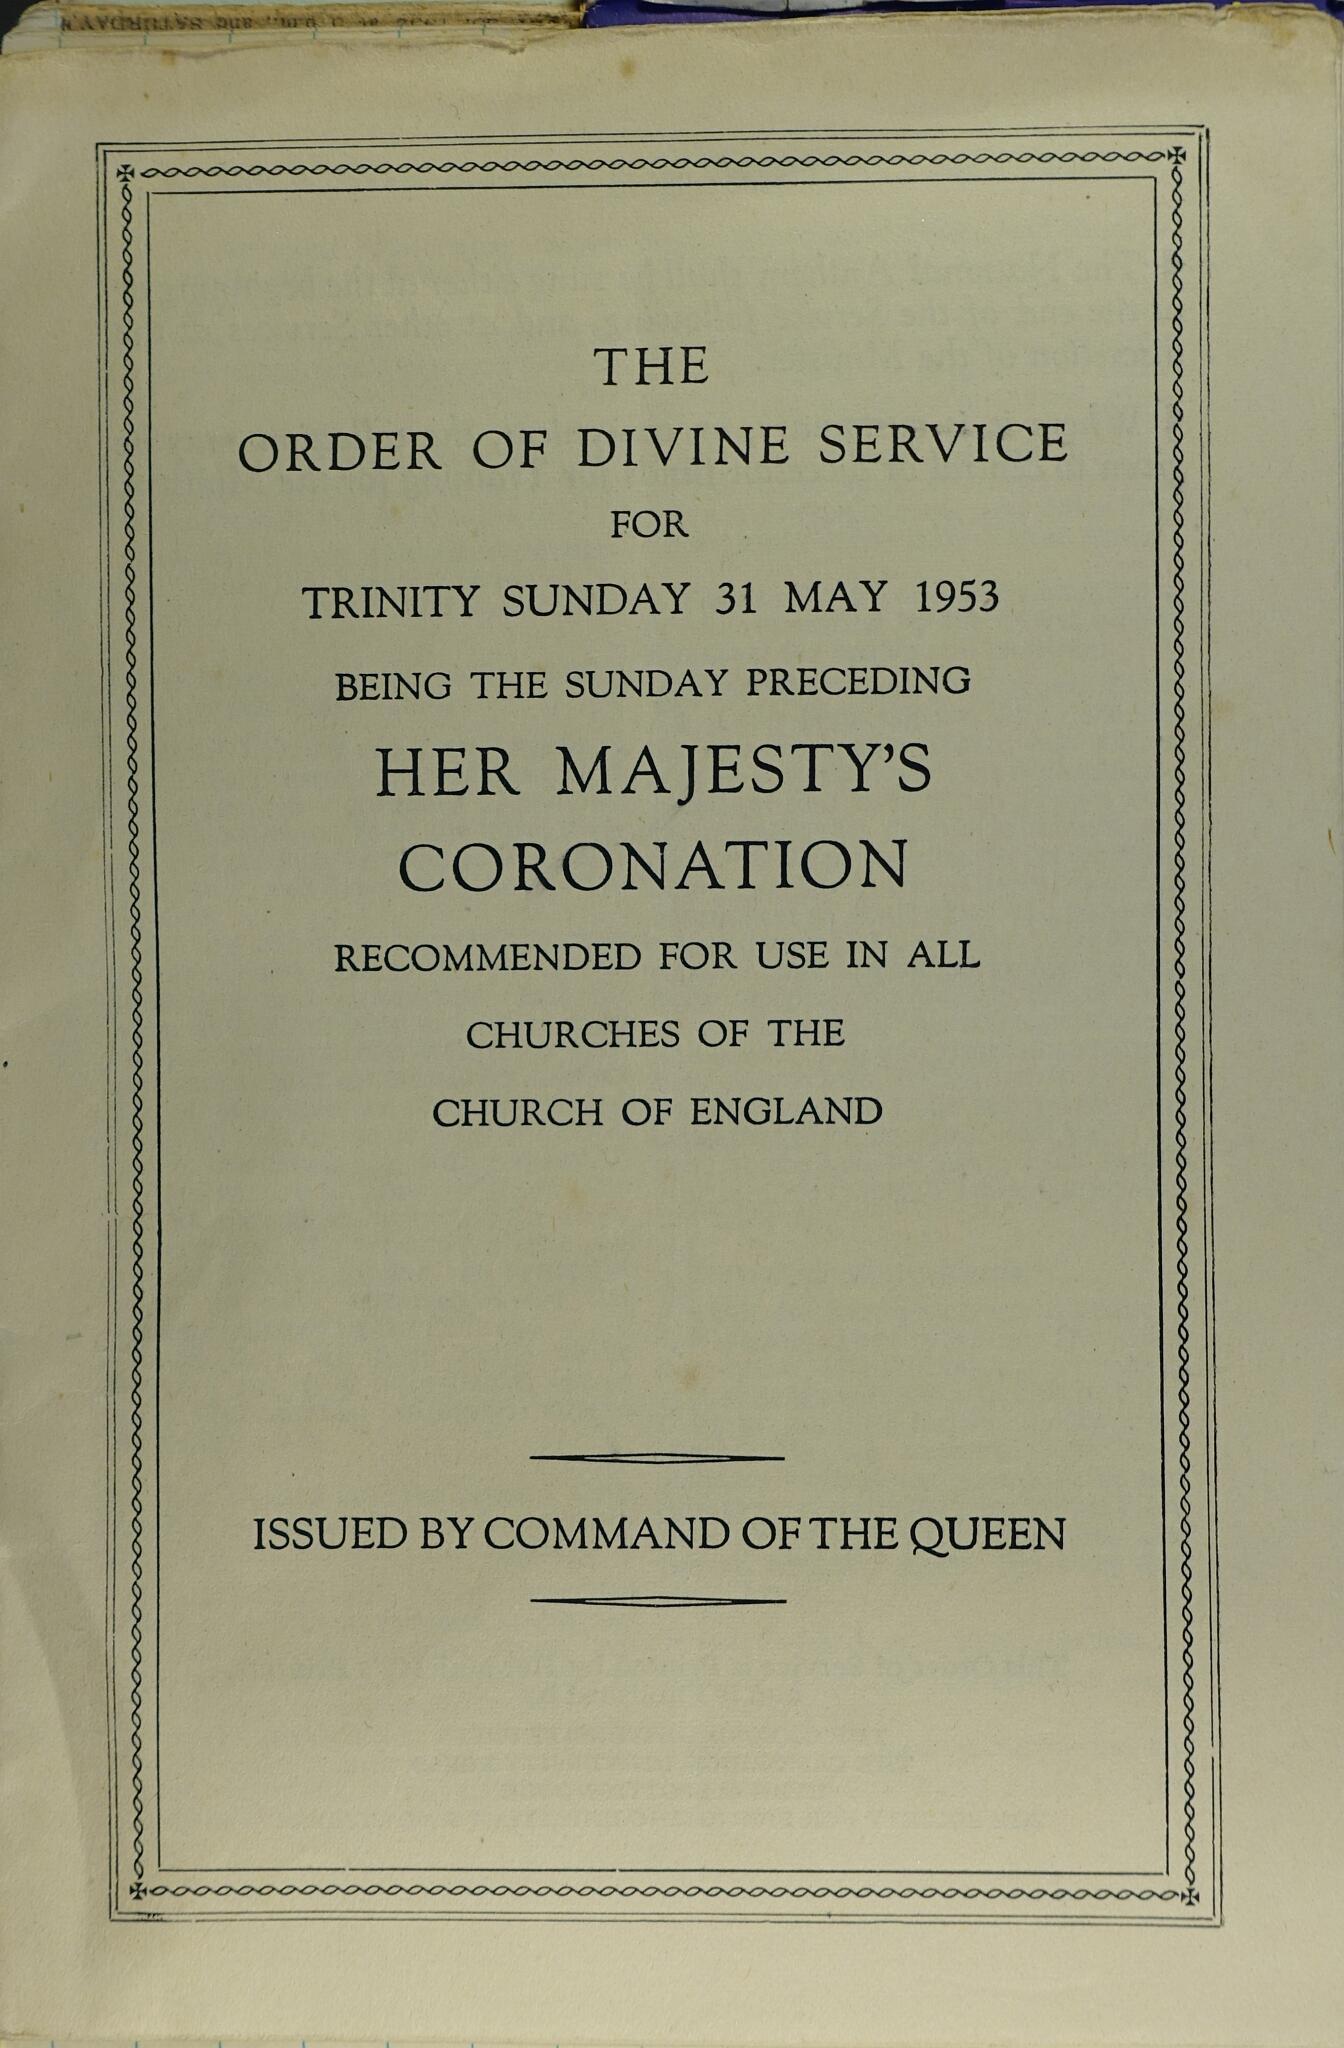 THE
ORDER OF DIVINE SERVICE
FOR
TRINITY SUNDAY 31 MAY 1953
BEING THE SUNDAY PRECEDING
HER MAJESTY'S
CORONATION
RECOMMENDED FOR USE IN ALL
CHURCHES OF THE
CHURCH OF ENGLAND
ISSUED BY COMMAND OF THE QUEEN